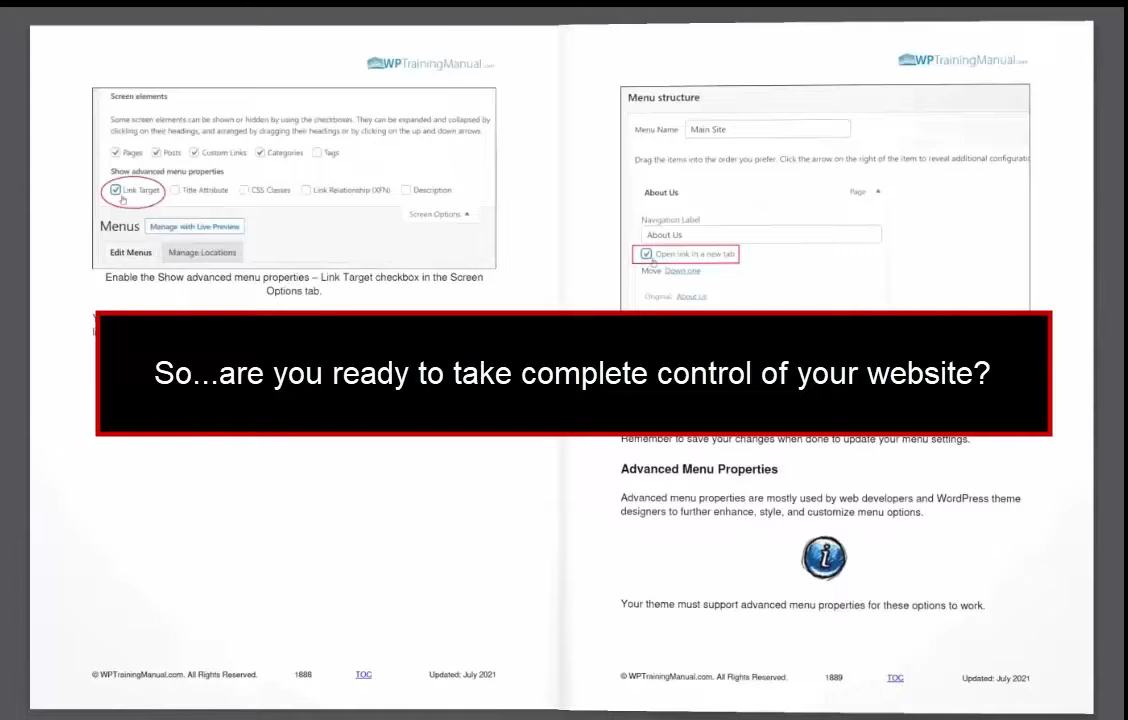 WPTrainingManual.com
Screen elements
Some screen elements can be shown or hidden by using the checkboxes. They can be expanded and collapsed by
clicking on their headings, and arranged by dragging their headings or by clicking on the up and down arrows.
Pages Posts Custom Links Categories Tags
Show advanced menu properties
Link Target Title Attribute CSS Classes Link Relationship (XFN) Description
Screen Options
Menus Manage with Live Preview
Edit Menus Manage Locations
Enable the Show advanced menu properties – Link Target checkbox in the Screen
Options tab.
WPTrainingManual.com
Menu structure
Menu Name Main Site
Drag the items into the order you prefer. Click the arrow on the right of the item to reveal additional configuratio
About Us Page
Navigation Label
About Us
Open link in a new tab
Move Down one
Original: About Us
So...are you ready to take complete control of your website?
Remember to save your changes when done to update your menu settings.
Advanced Menu Properties
Advanced menu properties are mostly used by web developers and WordPress theme
designers to further enhance, style, and customize menu options.
Your theme must support advanced menu properties for these options to work.
© WPTrainingManual.com. All Rights Reserved. 1888 TOC Updated: July 2021
© WPTrainingManual.com. All Rights Reserved. 1889 TOC Updated: July 2021